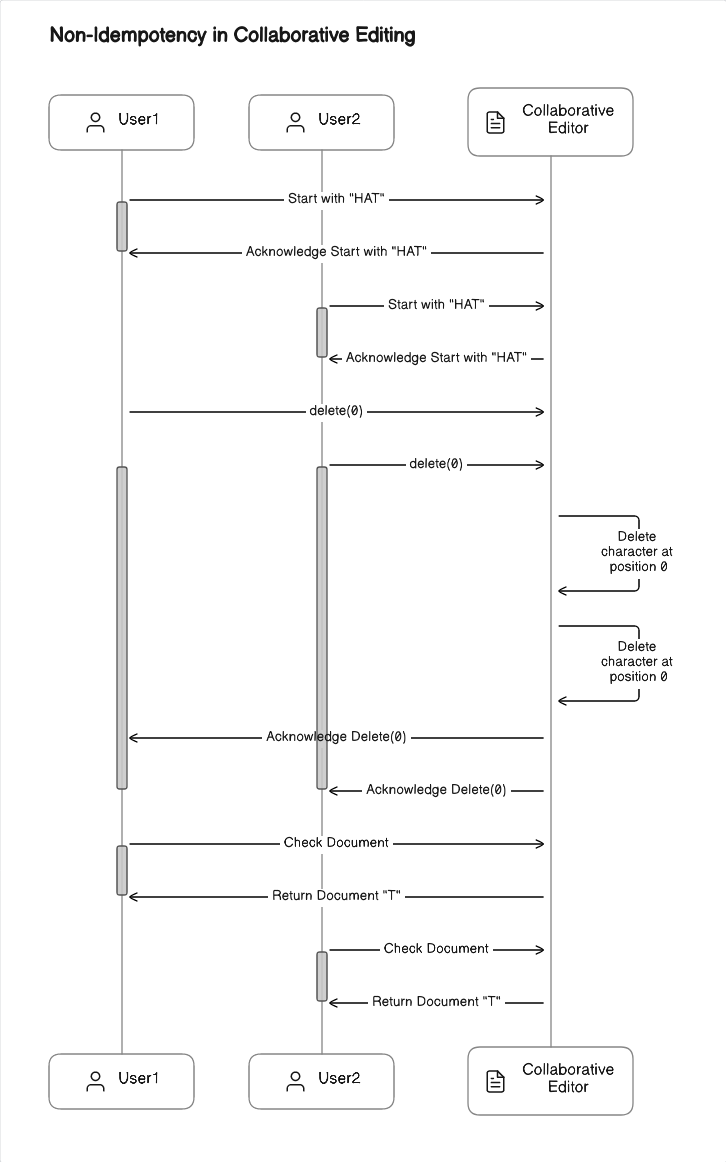 Non-Idempotency in Collaborative Editing
User1
User2
Collaborative
Editor
Start with "HAT"
Acknowledge Start with "HAT"
Start with "HAT"
Acknowledge Start with "HAT"
delete(0)
delete(0)
Delete
character at
position 0
Delete
character at
position 0
Acknowledge Delete(0)
Acknowledge Delete(0)
Check Document
Return Document "T"
Check Document
Return Document "T"
User1
User2
Collaborative
Editor